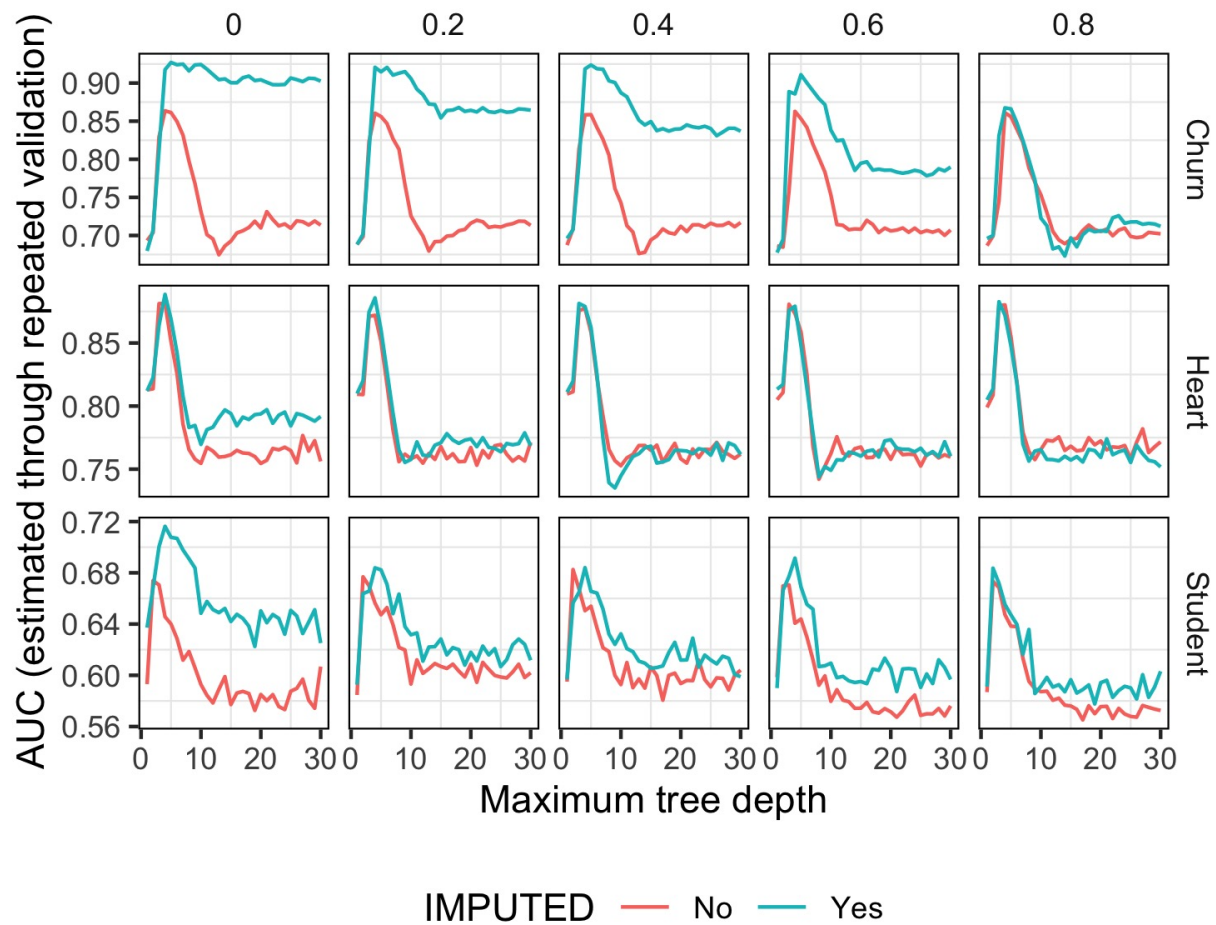 0 0.2 0.4 0.6 0.8
AUC (estimated through repeated validation)
0.90
0.85
0.80
0.75
0.70
Churn
0.85
0.80
0.75
Heart
0.72
0.68
0.64
0.60
0.56
Student
0 10 20 30 0 10 20 30 0 10 20 30 0 10 20 30 0 10 20 30
Maximum tree depth
IMPUTED No Yes